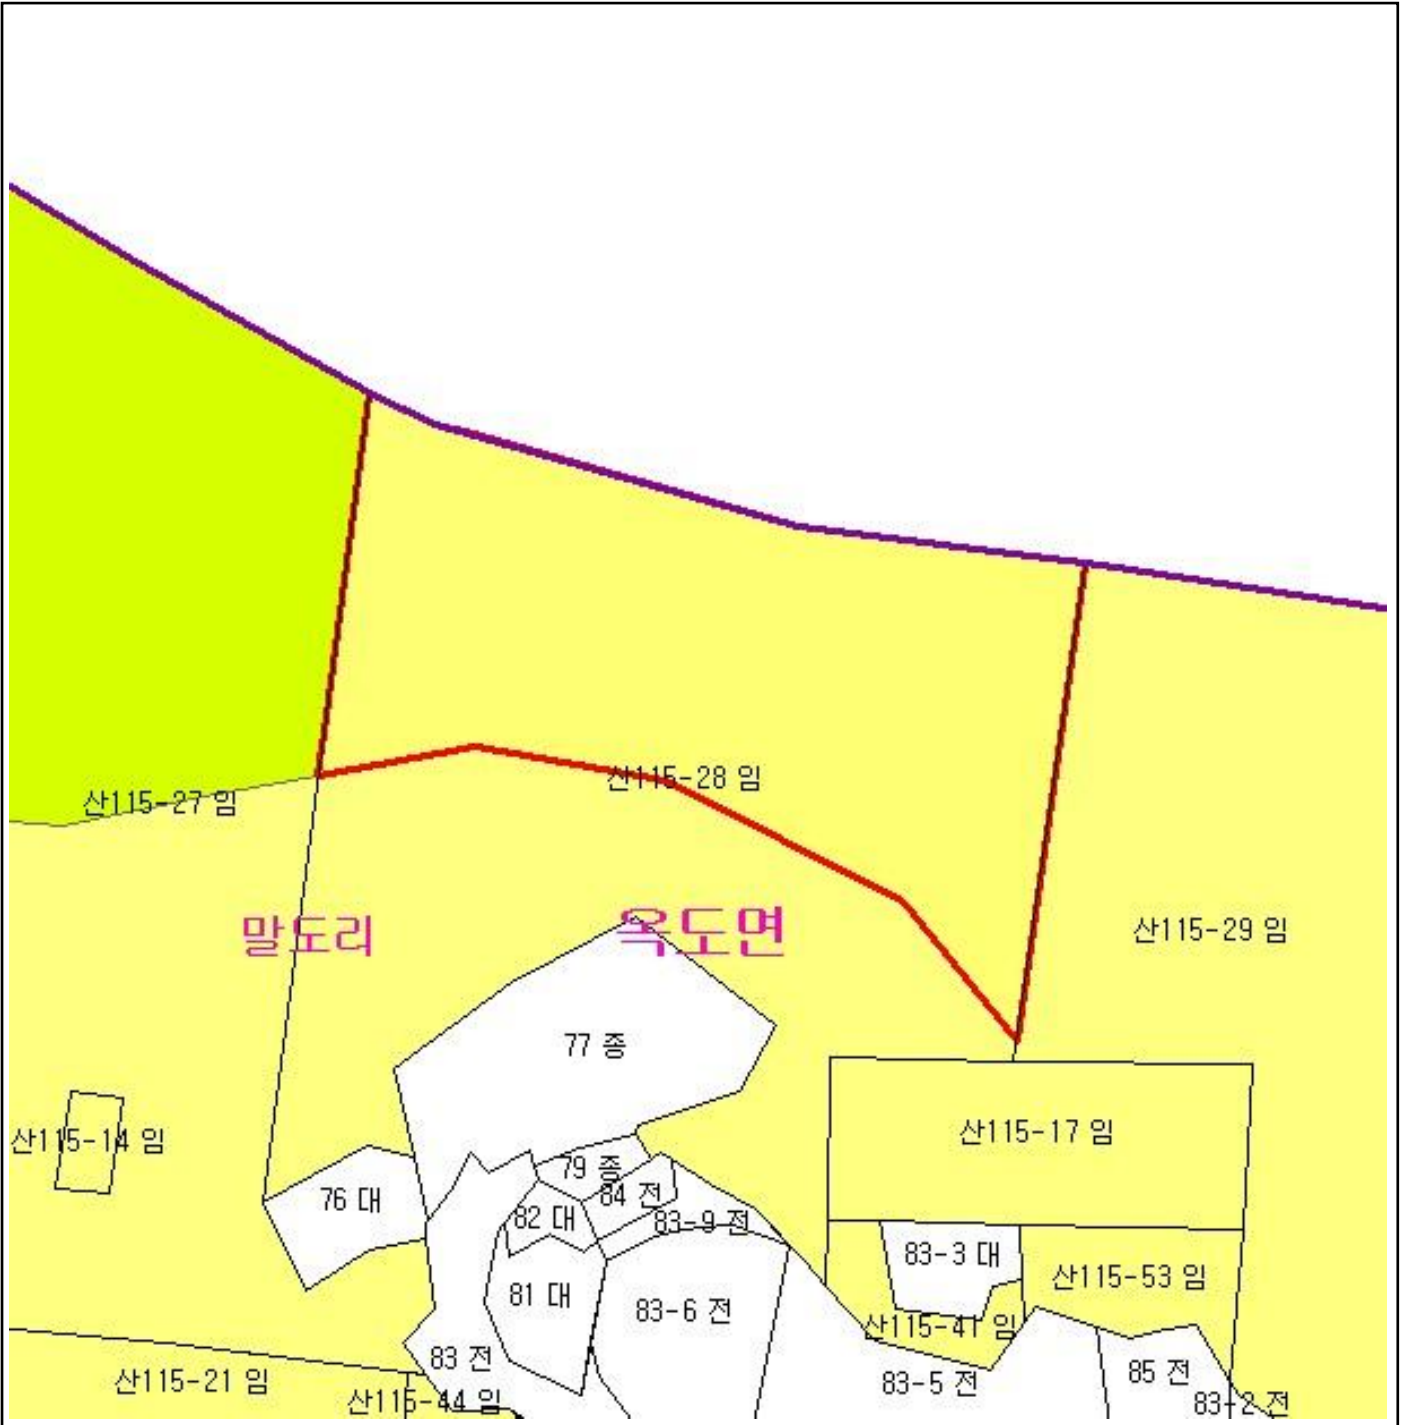 산115-28 임
산115-27 임
말도리
옥도면
산115-29 임
77 종
산115-17 임
산115-14 임
79 종
84 전
76 대
82 대
83-9 전
83-3 대
산115-53 임
81 대
83-6 전
산115-41 임
83 전
83-5 전
85 전
산115-21 임
산115-44 임
83-2 전